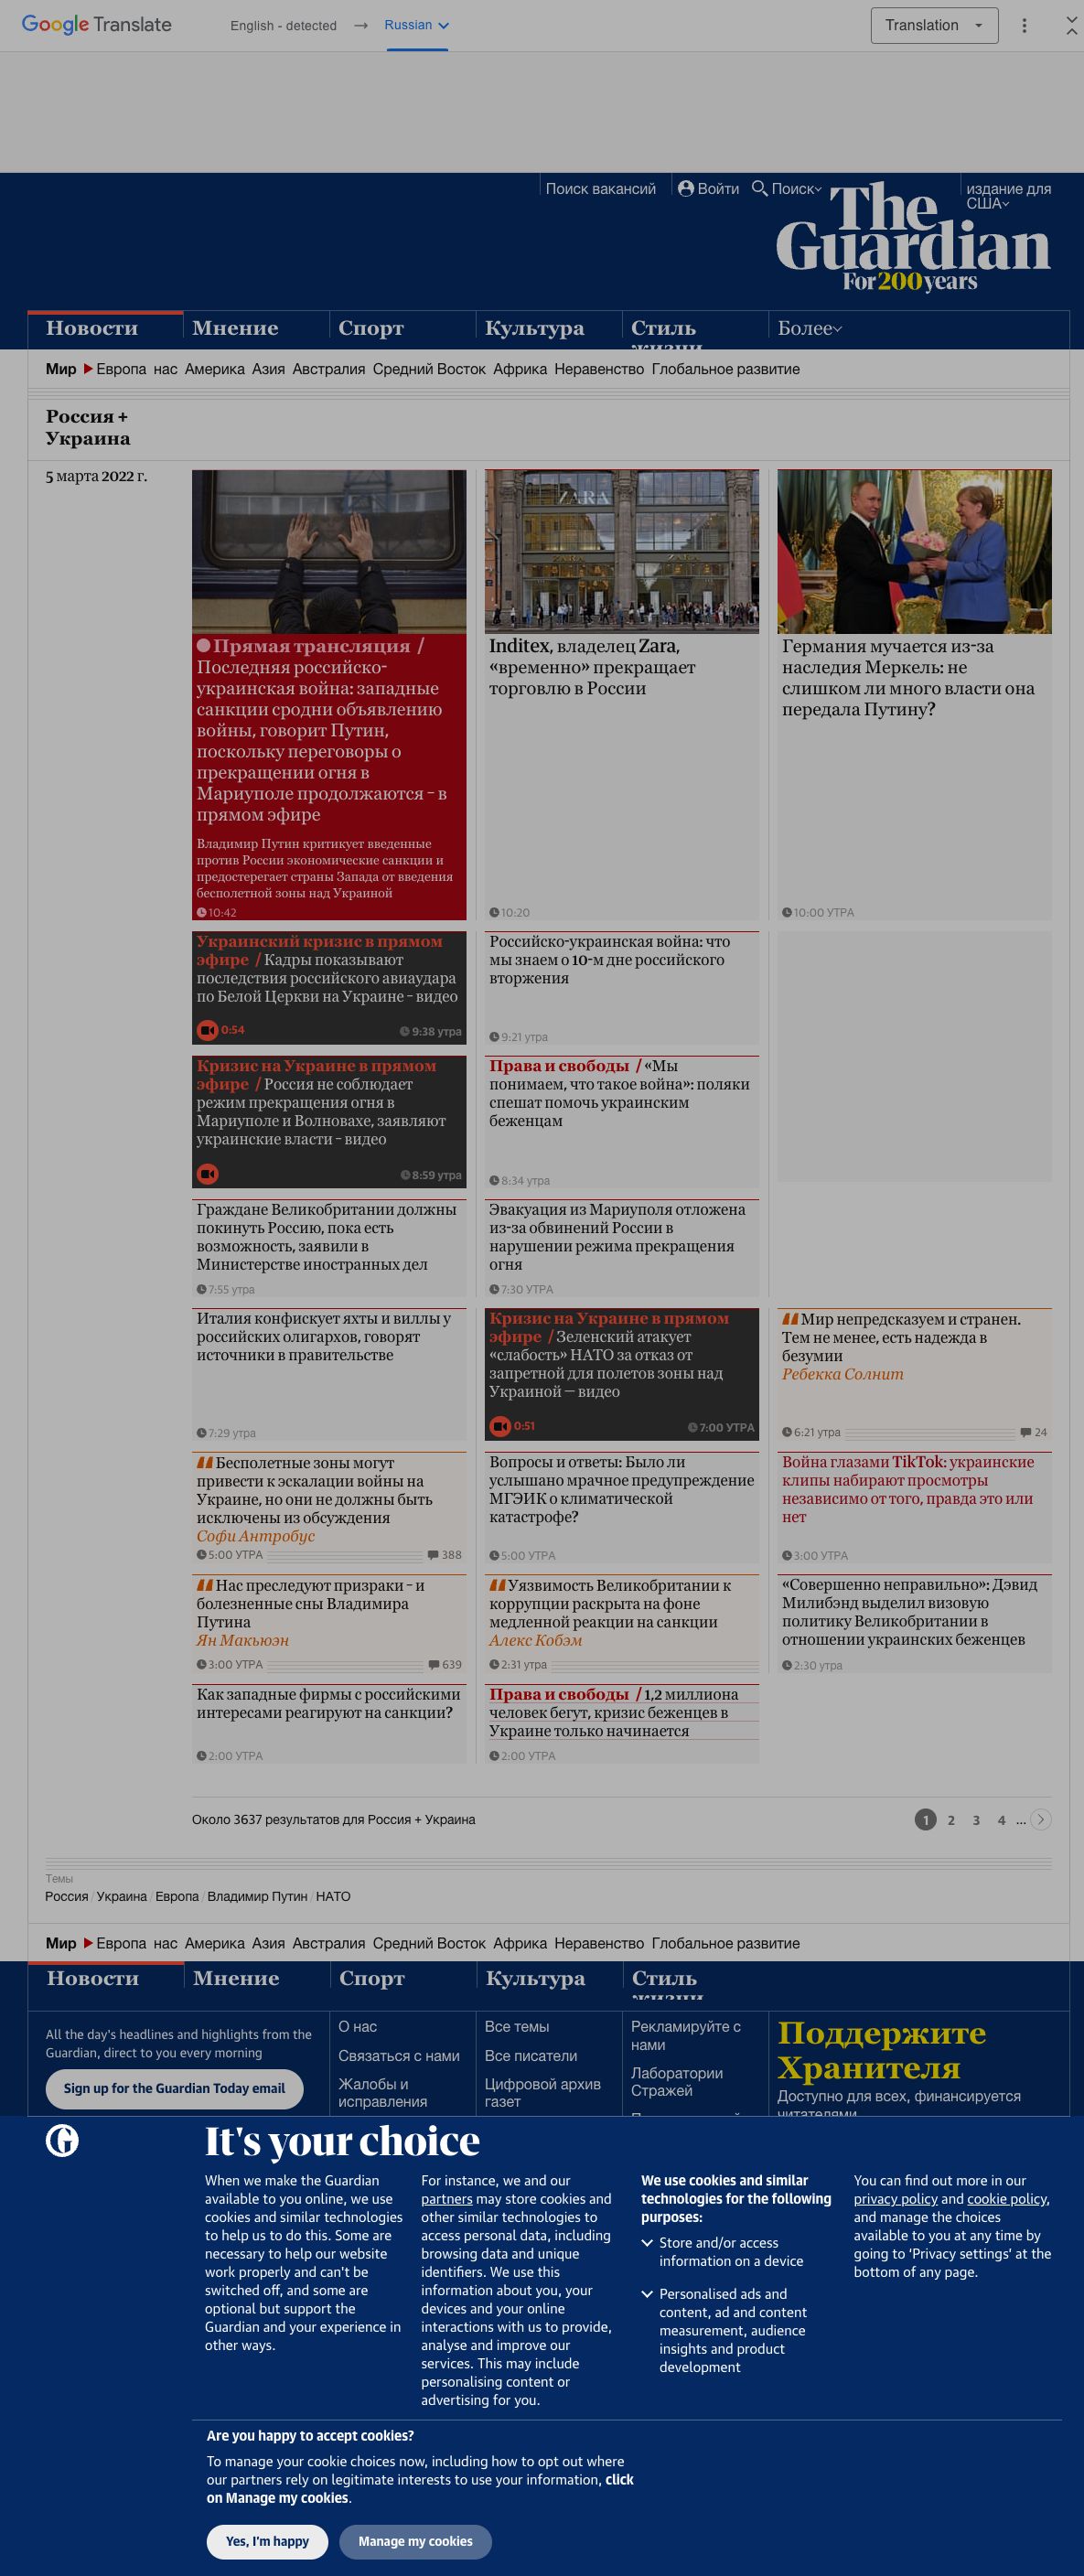 Google Translate
English - detected
Russian
Translation
Поиск вакансий
Войти
Поиск
издание для
США
The
Guardian
For200years
Новости
Мнение
Спорт
Культура
Стиль
жизни
Более
Мир
Европа нас Америка Азия Австралия Средний Восток Африка Неравенство Глобальное развитие
Россия +
Украина
5 марта 2022 г.
Прямая трансляция /
Последняя российско-
украинская война: западные
санкции сродни объявлению
войны, говорит Путин,
поскольку переговоры о
прекращении огня в
Мариуполе продолжаются – в
прямом эфире
Владимир Путин критикует введенные
против России экономические санкции и
предостерегает страны Запада от введения
бесполетной зоны над Украиной
10:42
ZARA
Inditex, владелец Zara,
«временно» прекращает
торговлю в России
10:20
Германия мучается из-за
наследия Меркель: не
слишком ли много власти она
передала Путину?
10:00 УТРА
Украинский кризис в прямом
эфире / Кадры показывают
последствия российского авиаудара
по Белой Церкви на Украине – видео
0:54
9:38 утра
Российско-украинская война: что
мы знаем о 10-м дне российского
вторжения
9:21 утра
Кризис на Украине в прямом
эфире / Россия не соблюдает
режим прекращения огня в
Мариуполе и Волновахе, заявляют
украинские власти – видео
8:59 утра
Права и свободы / «Мы
понимаем, что такое война»: поляки
спешат помочь украинским
беженцам
8:34 утра
Граждане Великобритании должны
покинуть Россию, пока есть
возможность, заявили в
Министерстве иностранных дел
7:55 утра
Эвакуация из Мариуполя отложена
из-за обвинений России в
нарушении режима прекращения
огня
7:30 УТРА
Италия конфискует яхты и виллы у
российских олигархов, говорят
источники в правительстве
7:29 утра
Кризис на Украине в прямом
эфире / Зеленский атакует
«слабость» НАТО за отказ от
запретной для полетов зоны над
Украиной — видео
0:51
7:00 УТРА
Мир непредсказуем и странен.
Тем не менее, есть надежда в
безумии
Ребекка Солнит
6:21 утра
24
Бесполетные зоны могут
привести к эскалации войны на
Украине, но они не должны быть
исключены из обсуждения
Софи Антробус
5:00 УТРА
388
Вопросы и ответы: Было ли
услышано мрачное предупреждение
МГЭИК о климатической
катастрофе?
5:00 УТРА
Война глазами TikTok: украинские
клипы набирают просмотры
независимо от того, правда это или
нет
3:00 УТРА
Нас преследуют призраки – и
болезненные сны Владимира
Путина
Ян Макьюэн
3:00 УТРА
639
Уязвимость Великобритании к
коррупции раскрыта на фоне
медленной реакции на санкции
Алекс Кобэм
2:31 утра
«Совершенно неправильно»: Дэвид
Милибэнд выделил визовую
политику Великобритании в
отношении украинских беженцев
2:30 утра
Как западные фирмы с российскими
интересами реагируют на санкции?
2:00 УТРА
Права и свободы / 1,2 миллиона
человек бегут, кризис беженцев в
Украине только начинается
2:00 УТРА
Около 3637 результатов для Россия + Украина
1 2 3 4 ...
Темы
Россия / Украина / Европа / Владимир Путин / НАТО
Мир
Европа нас Америка Азия Австралия Средний Восток Африка Неравенство Глобальное развитие
Новости
Мнение
Спорт
Культура
Стиль
жизни
All the day's headlines and highlights from the
Guardian, direct to you every morning
Sign up for the Guardian Today email
О нас
Связаться с нами
Жалобы и
исправления
Все темы
Все писатели
Цифровой архив
газет
Рекламируйте с
нами
Лаборатории
Стражей
Поддержите
Хранителя
Доступно для всех, финансируется
читателями
It's your choice
When we make the Guardian
available to you online, we use
cookies and similar technologies
to help us to do this. Some are
necessary to help our website
work properly and can't be
switched off, and some are
optional but support the
Guardian and your experience in
other ways.
For instance, we and our
partners may store cookies and
other similar technologies to
access personal data, including
browsing data and unique
identifiers. We use this
information about you, your
devices and your online
interactions with us to provide,
analyse and improve our
services. This may include
personalising content or
advertising for you.
We use cookies and similar
technologies for the following
purposes:
Store and/or access
information on a device
Personalised ads and
content, ad and content
measurement, audience
insights and product
development
You can find out more in our
privacy policy and cookie policy,
and manage the choices
available to you at any time by
going to ‘Privacy settings’ at the
bottom of any page.
Are you happy to accept cookies?
To manage your cookie choices now, including how to opt out where
our partners rely on legitimate interests to use your information, click
on Manage my cookies.
Yes, I’m happy
Manage my cookies